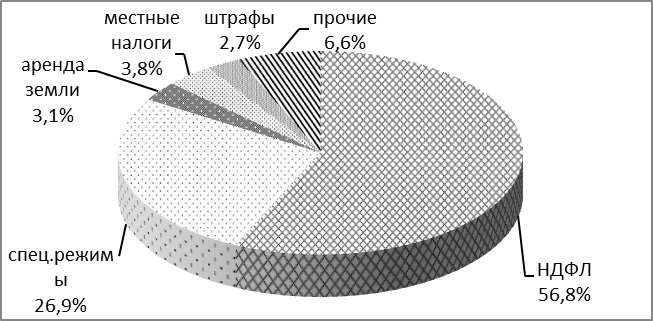 местные
налоги
3,8%
штрафы
2,7%
прочие
6,6%
аренда
земли
3,1%
спец.режим
ы
26,9%
НДФЛ
56,8%